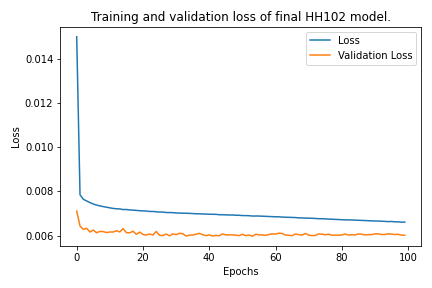 Training and validation loss of final HH102 model.
Loss
Validation Loss
0.014
0.012
0.010
0.008
0.006
Loss
0
20
40
60
80
100
Epochs